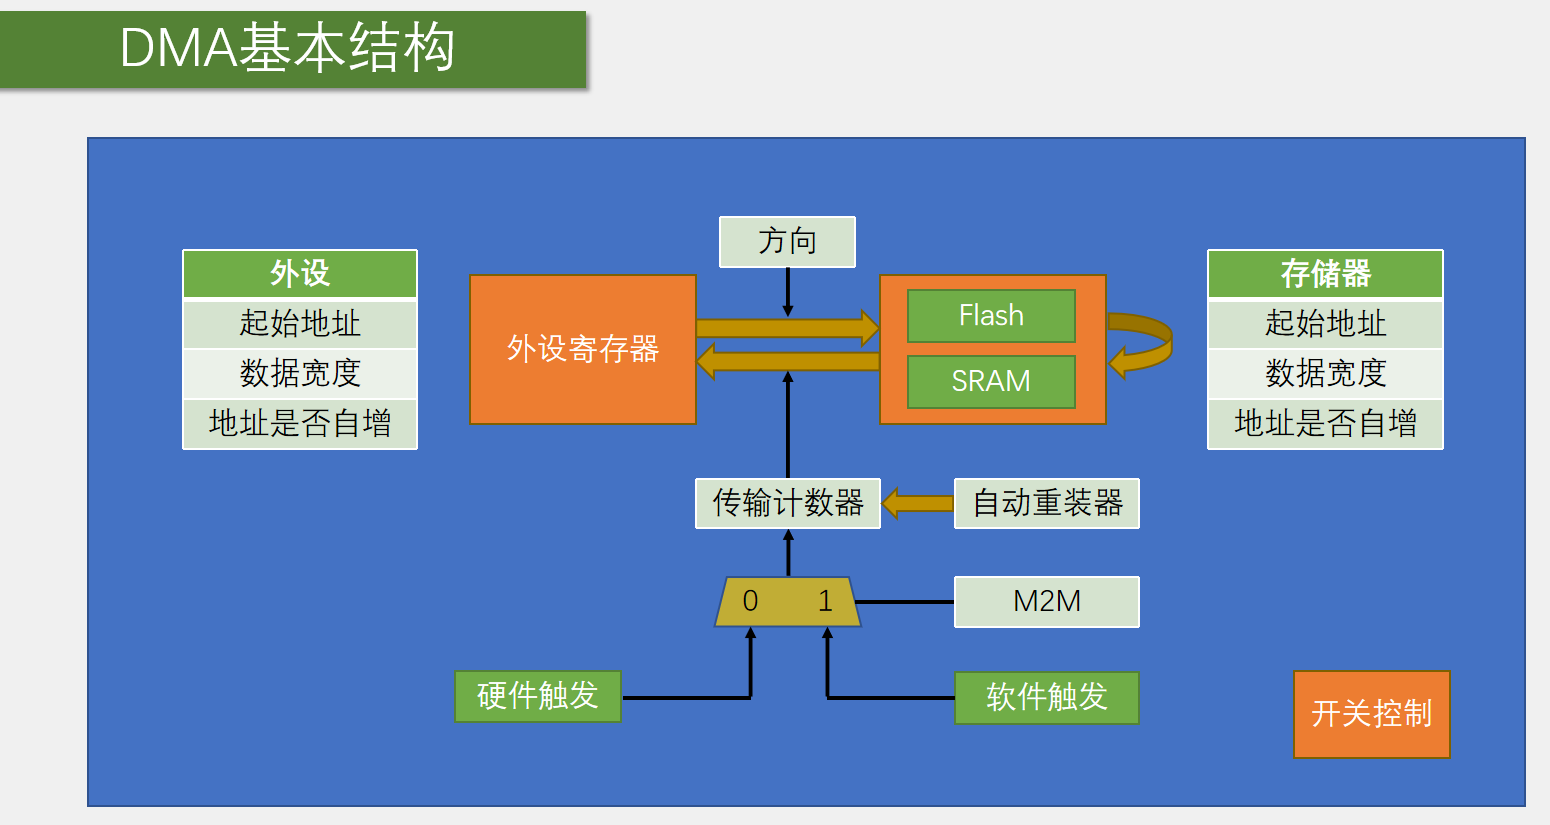 DMA基本结构
方向
外设
起始地址
数据宽度
地址是否自增
外设寄存器
Flash
SRAM
存储器
起始地址
数据宽度
地址是否自增
传输计数器
自动重装器
0 1
M2M
硬件触发
软件触发
开关控制